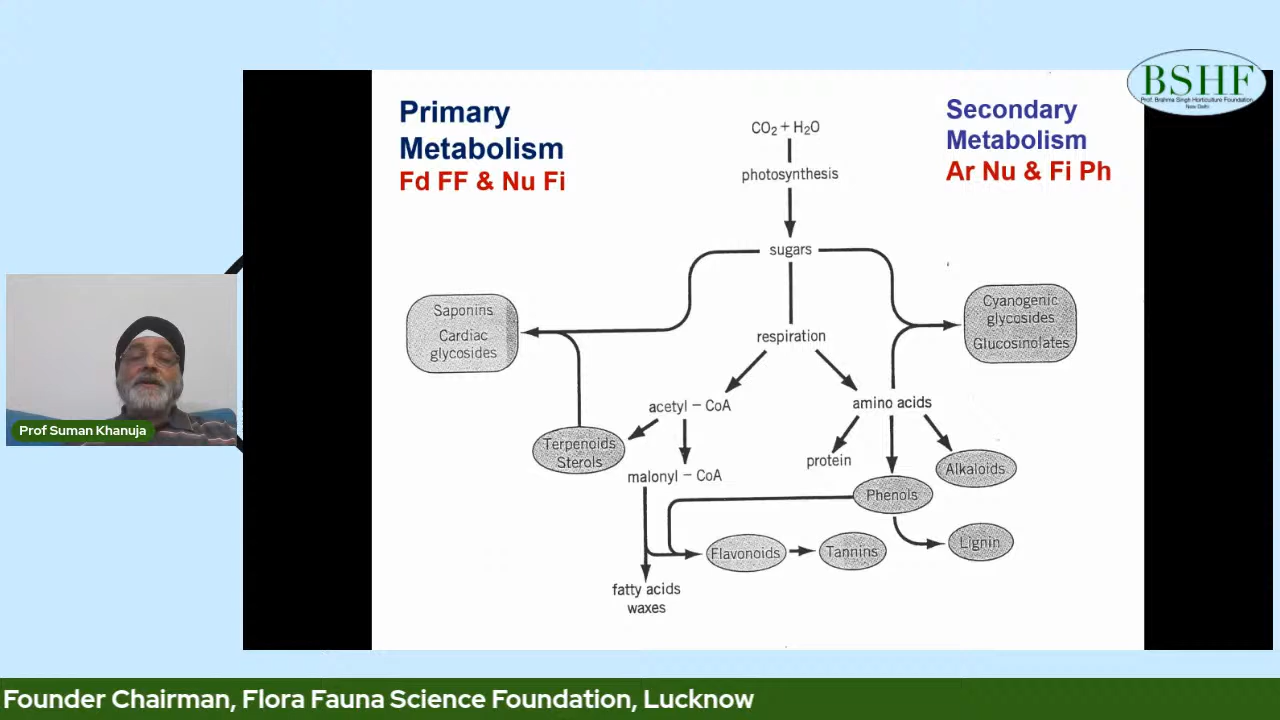 BSHF
Prof. Brahma Singh Horticulture Foundation
New Delhi
Primary
Metabolism
Fd FF & Nu Fi
Secondary
Metabolism
Ar Nu & Fi Ph
CO₂ + H₂O
photosynthesis
sugars
Saponins
Cardiac
glycosides
Cyanogenic
glycosides
Glucosinolates
respiration
acetyl – CoA
amino acids
Terpenoids
Sterols
malonyl – CoA
protein
Alkaloids
Phenols
Flavonoids
Tannins
Lignin
fatty acids
waxes
Prof Suman Khanuja
Founder Chairman, Flora Fauna Science Foundation, Lucknow